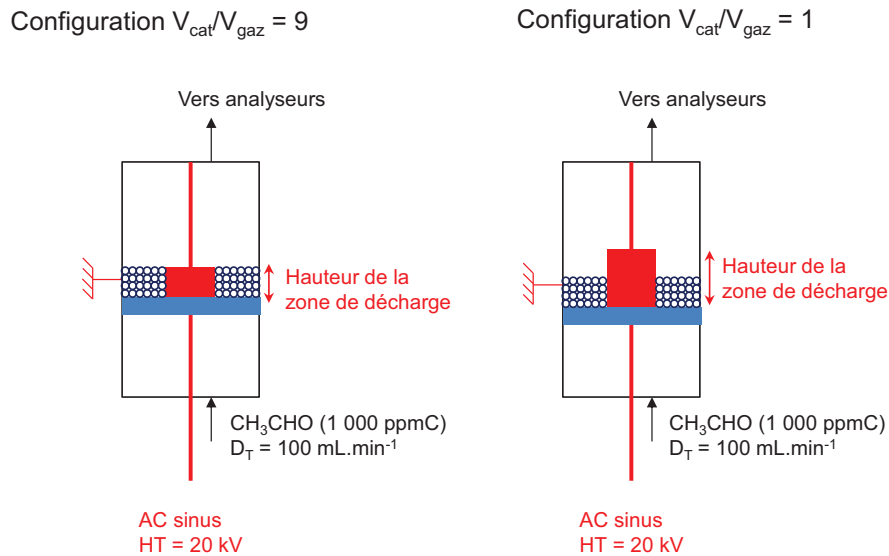 Configuration Vcat/Vgaz = 9
Vers analyseurs
Hauteur de la
zone de décharge
CH3CHO (1 000 ppmC)
DT = 100 mL.min-1
AC sinus
HT = 20 kV
Configuration Vcat/Vgaz = 1
Vers analyseurs
Hauteur de la
zone de décharge
CH3CHO (1 000 ppmC)
DT = 100 mL.min-1
AC sinus
HT = 20 kV